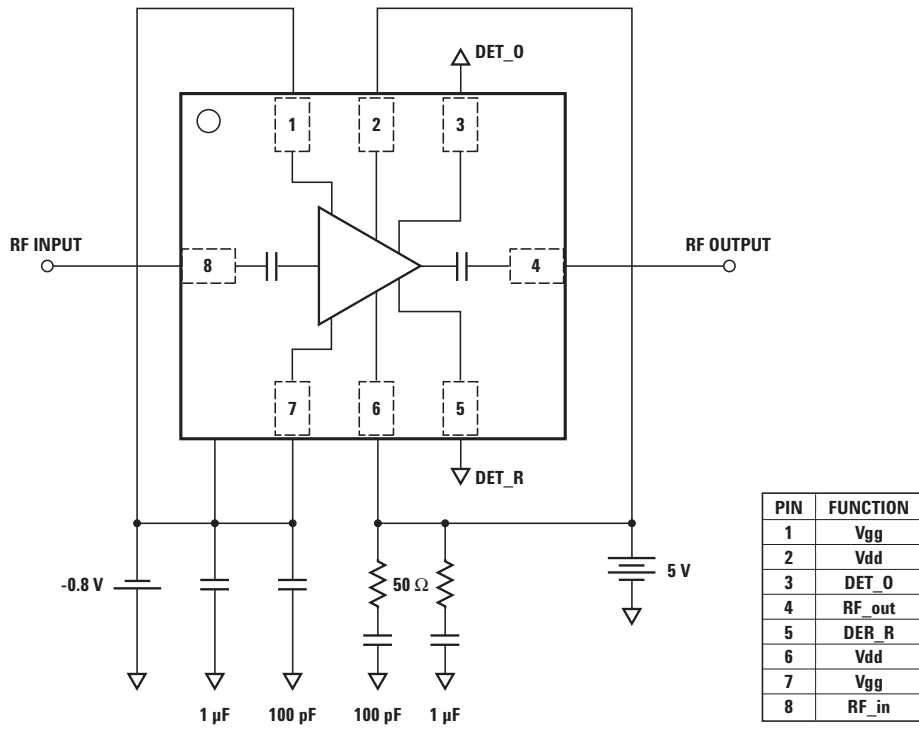 DET_O
1
2
3
RF INPUT
RF OUTPUT
8
4
7
6
5
DET_R
-0.8 V
50 Ω
5 V
1 µF
100 pF
100 pF
1 µF
PIN FUNCTION
1 Vgg
2 Vdd
3 DET_O
4 RF_out
5 DER_R
6 Vdd
7 Vgg
8 RF_in